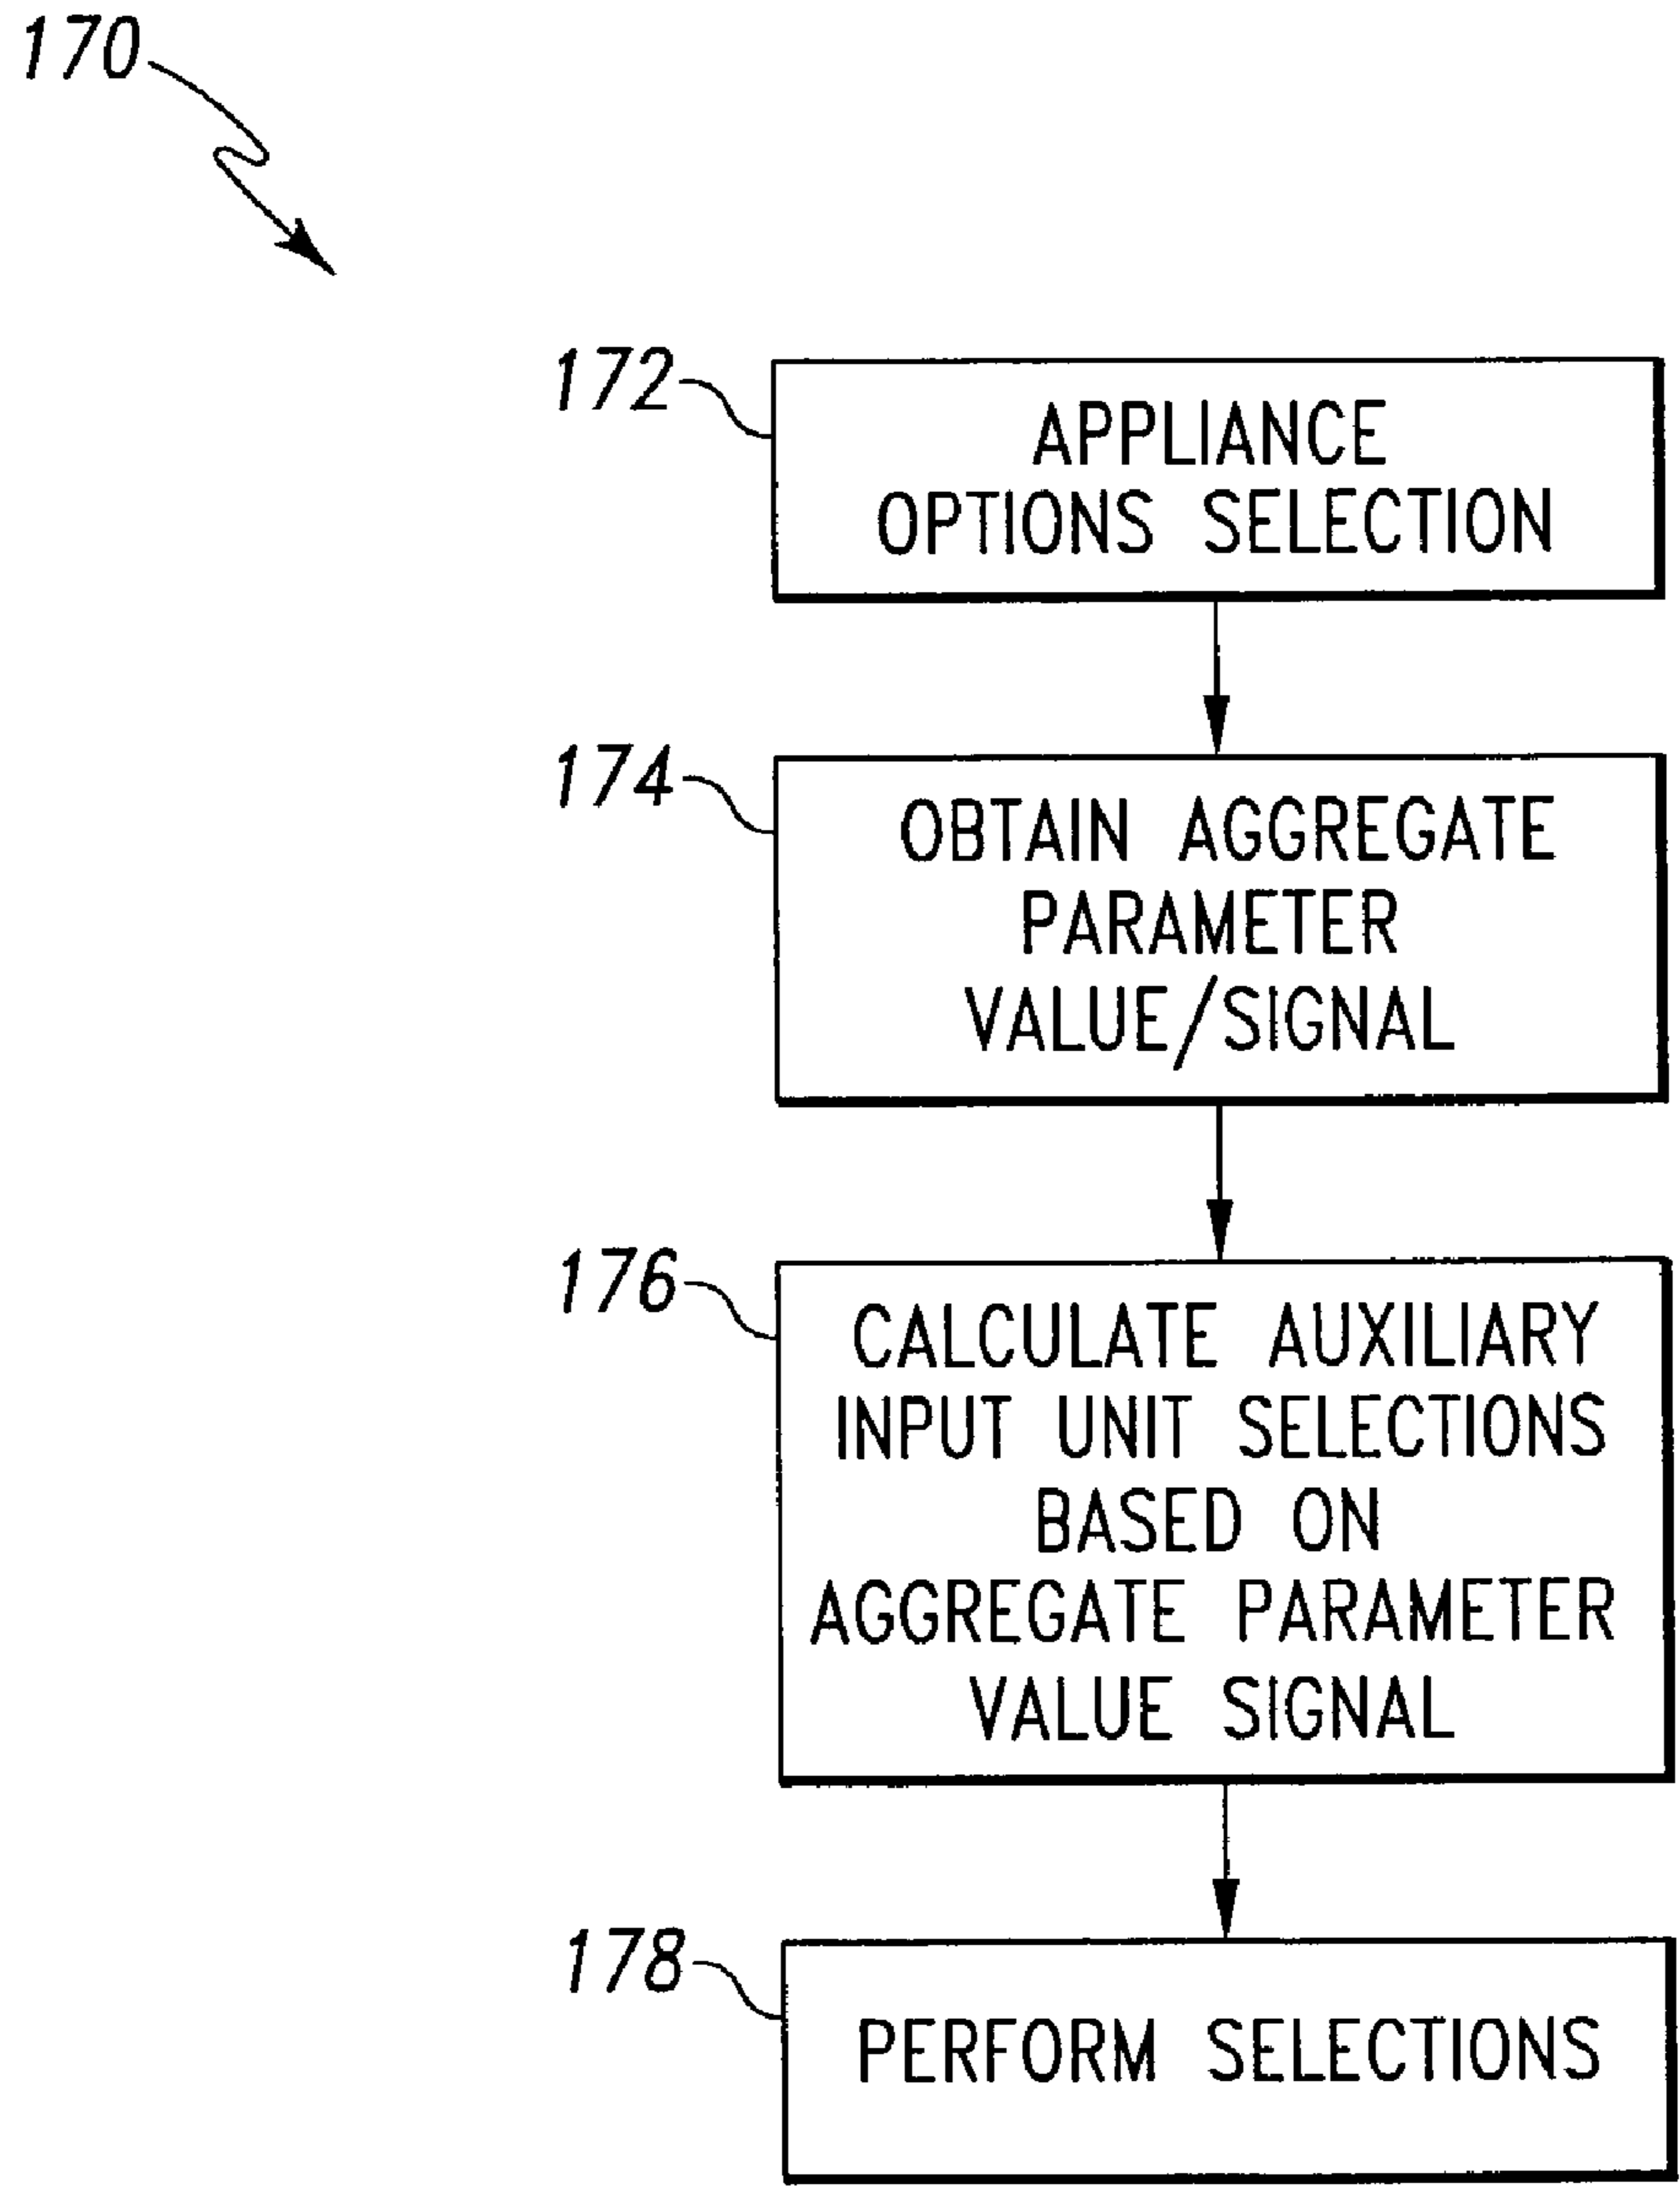 170
172
APPLIANCE
OPTIONS SELECTION
174
OBTAIN AGGREGATE
PARAMETER
VALUE/SIGNAL
176
CALCULATE AUXILIARY
INPUT UNIT SELECTIONS
BASED ON
AGGREGATE PARAMETER
VALUE SIGNAL
178
PERFORM SELECTIONS